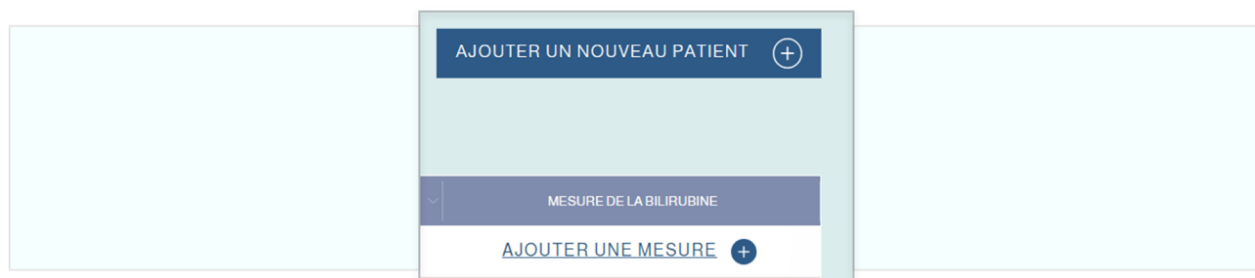 AJOUTER UN NOUVEAU PATIENT
MESURE DE LA BILIRUBINE
AJOUTER UNE MESURE